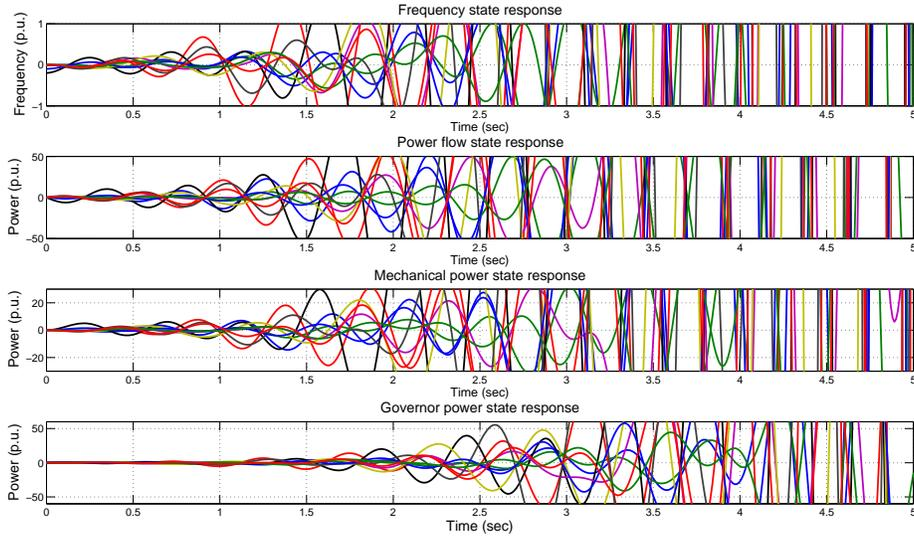 Frequency state response
Frequency (p.u.)
1
0
−1
0 0.5 1 1.5 2 2.5 3 3.5 4 4.5 5
Time (sec)
Power flow state response
Power (p.u.)
50
0
−50
0 0.5 1 1.5 2 2.5 3 3.5 4 4.5 5
Time (sec)
Mechanical power state response
Power (p.u.)
20
0
−20
0 0.5 1 1.5 2 2.5 3 3.5 4 4.5 5
Time (sec)
Governor power state response
Power (p.u.)
50
0
−50
0 0.5 1 1.5 2 2.5 3 3.5 4 4.5 5
Time (sec)